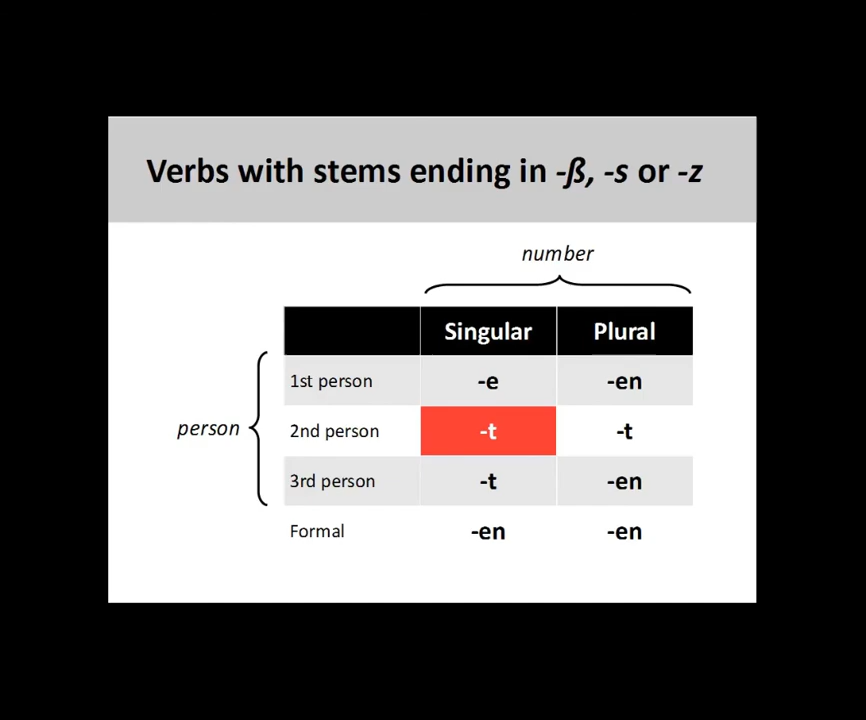 Verbs with stems ending in -ß, -s or -z
number
Singular Plural
1st person -e -en
person 2nd person -t -t
3rd person -t -en
Formal -en -en